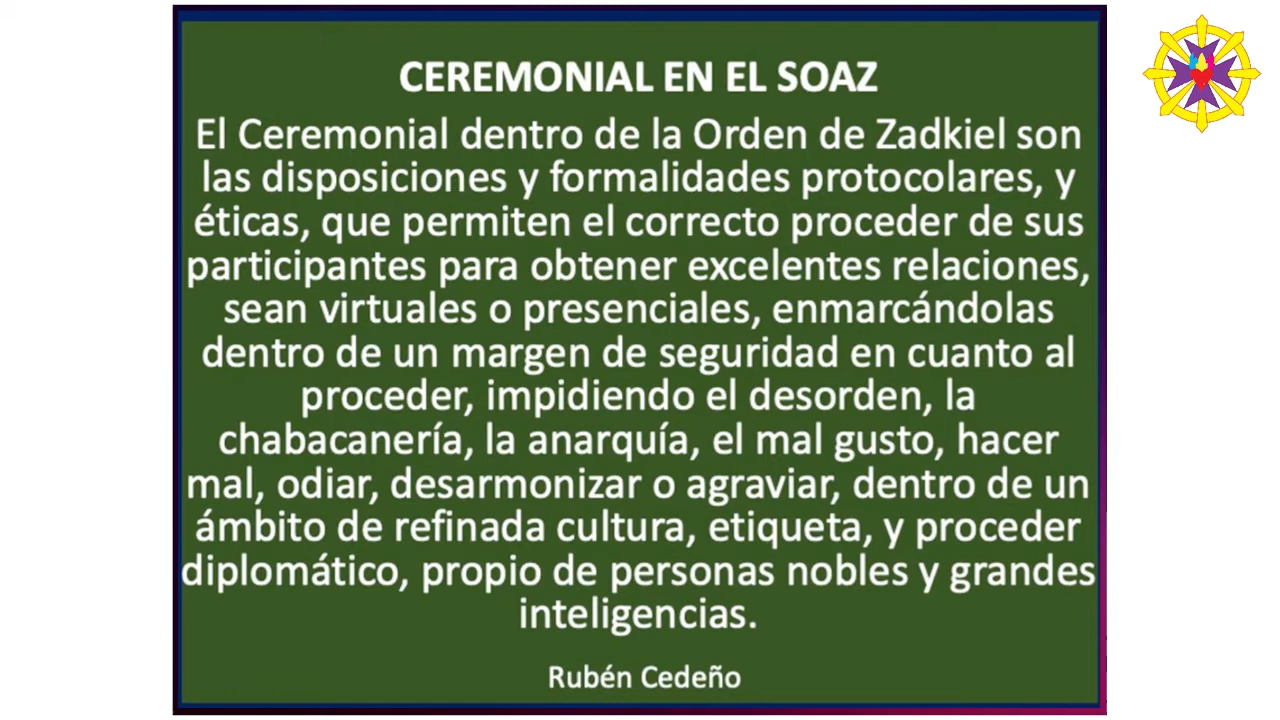 CEREMONIAL EN EL SOAZ
El Ceremonial dentro de la Orden de Zadkiel son
las disposiciones y formalidades protocolares, y
éticas, que permiten el correcto proceder de sus
participantes para obtener excelentes relaciones,
sean virtuales o presenciales, enmarcándolas
dentro de un margen de seguridad en cuanto al
proceder, impidiendo el desorden, la
chabacanería, la anarquía, el mal gusto, hacer
mal, odiar, desarmonizar o agraviar, dentro de un
ámbito de refinada cultura, etiqueta, y proceder
diplomático, propio de personas nobles y grandes
inteligencias.
Rubén Cedeño